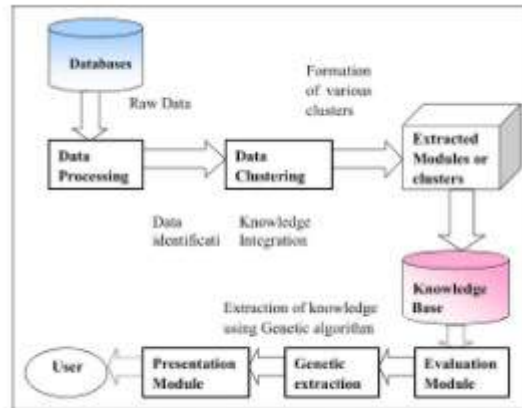 Databases
Raw Data
Formation
of various
clusters
Data
Processing
Data
Clustering
Extracted
Modules or
clusters
Data
identificati
Knowledge
Integration
Knowledge
Base
Extraction of knowledge
using Genetic algorithm
User
Presentation
Module
Genetic
extraction
Evaluation
Module